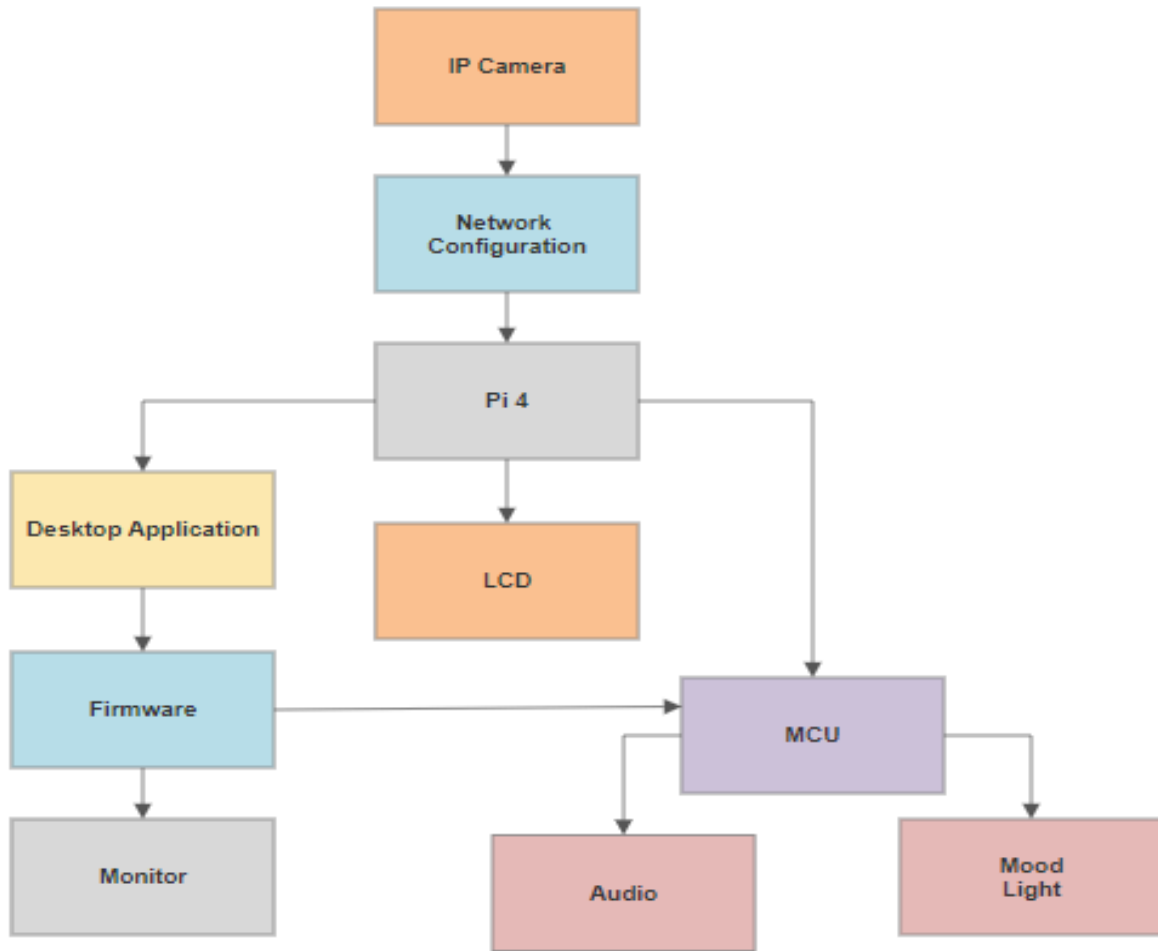 IP Camera
Network
Configuration
Pi 4
Desktop Application
LCD
Firmware
MCU
Monitor
Audio
Mood
Light